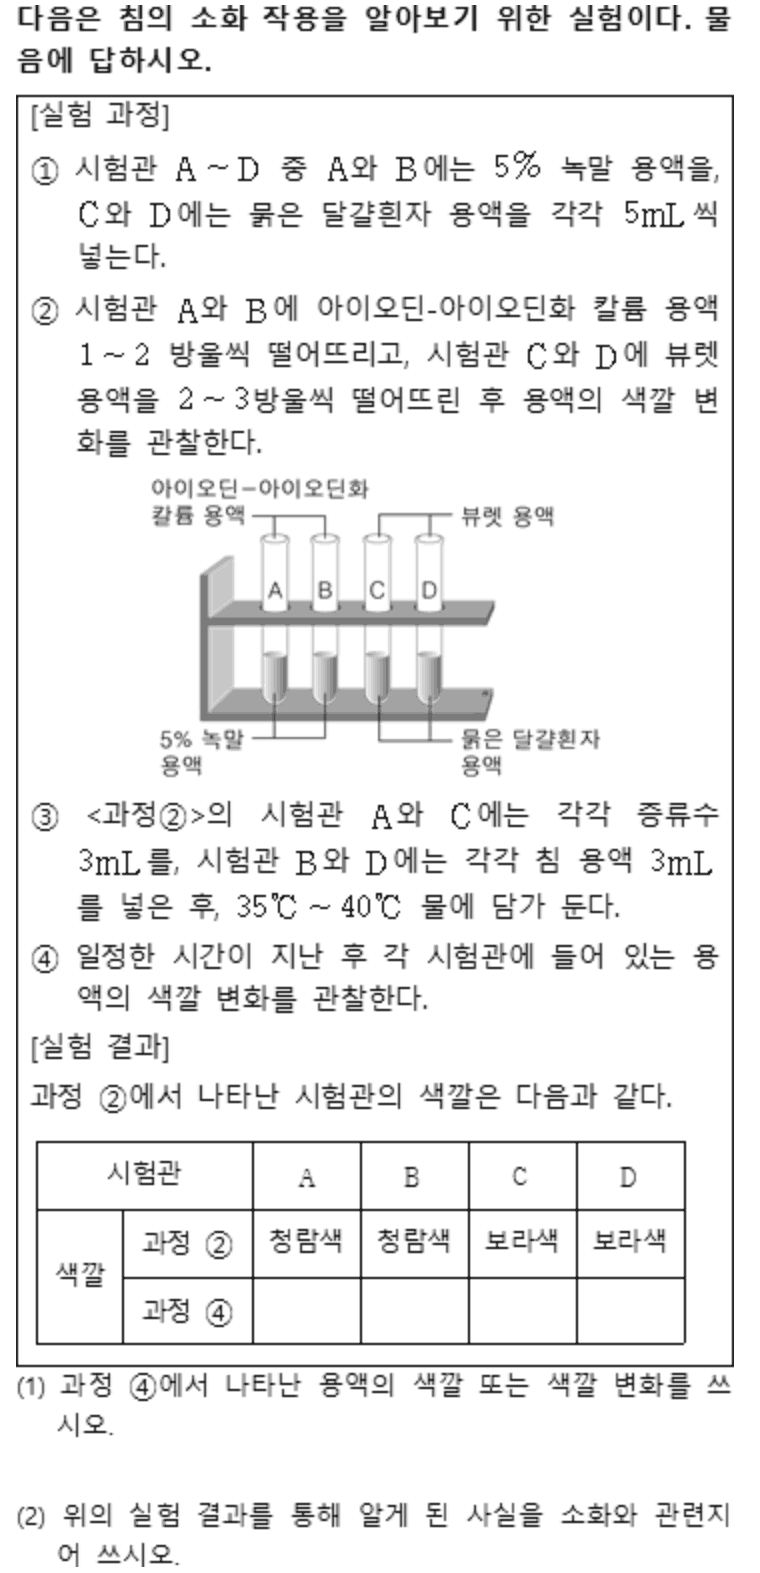 다음은 침의 소화 작용을 알아보기 위한 실험이다. 물
음에 답하시오.
[실험 과정]
① 시험관 A ~ D 중 A와 B에는 5% 녹말 용액을,
C와 D에는 묽은 달걀흰자 용액을 각각 5mL씩
넣는다.
② 시험관 A와 B에 아이오딘-아이오딘화 칼륨 용액
1 ~ 2 방울씩 떨어뜨리고, 시험관 C와 D에 뷰렛
용액을 2 ~ 3방울씩 떨어뜨린 후 용액의 색깔 변
화를 관찰한다.
아이오딘-아이오딘화
칼륨 용액
뷰렛 용액
A B C D
5% 녹말
용액
묽은 달걀흰자
용액
③ <과정②>의 시험관 A와 C에는 각각 증류수
3mL를, 시험관 B와 D에는 각각 침 용액 3mL
를 넣은 후, 35℃ ~ 40℃ 물에 담가 둔다.
④ 일정한 시간이 지난 후 각 시험관에 들어 있는 용
액의 색깔 변화를 관찰한다.
[실험 결과]
과정 ②에서 나타난 시험관의 색깔은 다음과 같다.
시험관 A B C D
색깔
과정 ② 청람색 청람색 보라색 보라색
과정 ④
(1) 과정 ④에서 나타난 용액의 색깔 또는 색깔 변화를 쓰
시오.
(2) 위의 실험 결과를 통해 알게 된 사실을 소화와 관련지
어 쓰시오.